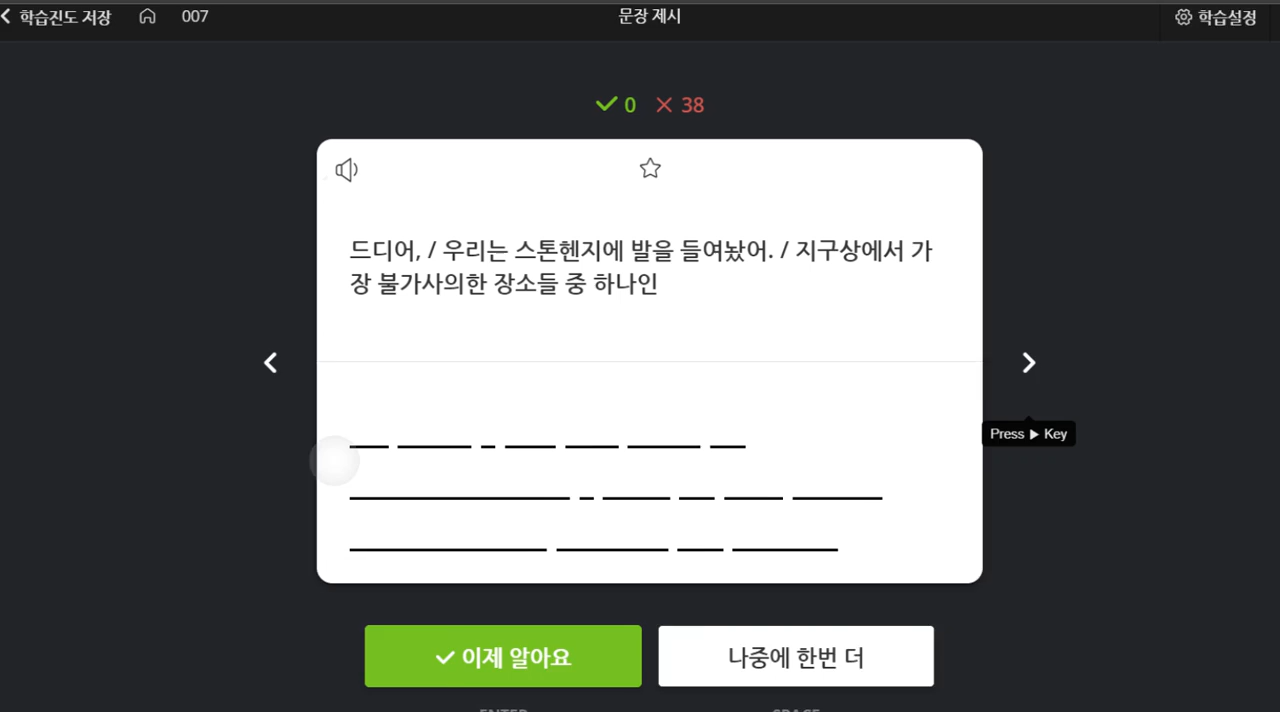 학습진도 저장
007
문장 제시
학습설정
0
38
드디어, / 우리는 스톤헨지에 발을 들여놨어. / 지구상에서 가
장 불가사의한 장소들 중 하나인
Press ▶ Key
이제 알아요
나중에 한번 더
ENTER
SPACE